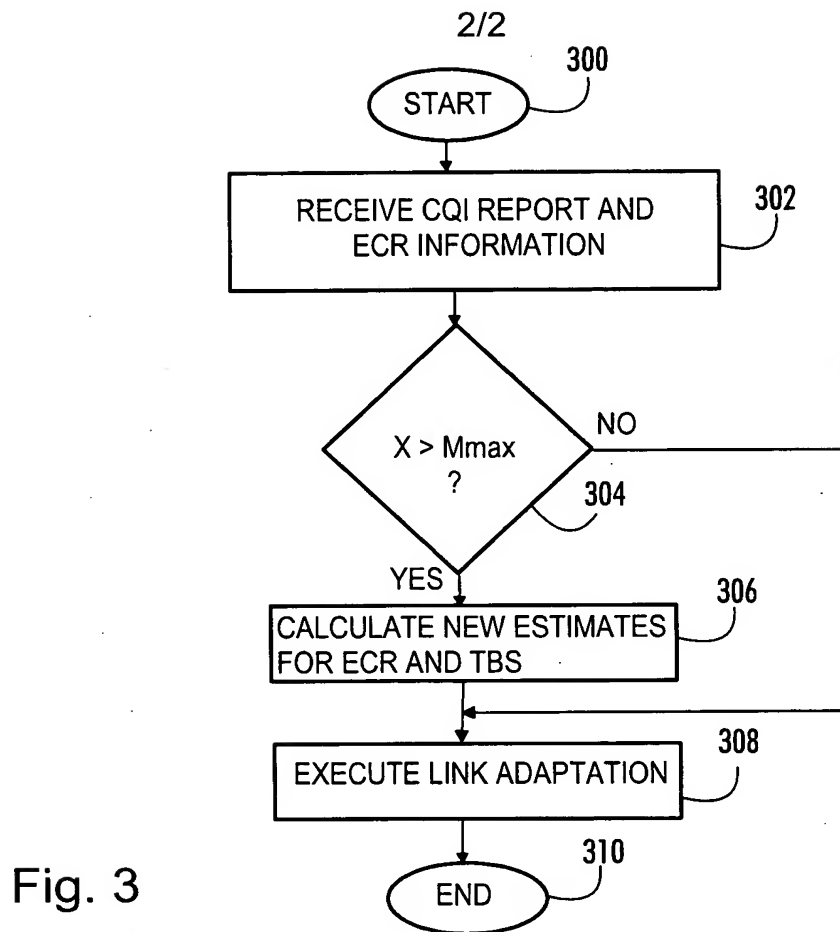 2/2
300
START
302
RECEIVE CQI REPORT AND
ECR INFORMATION
NO
X > Mmax
?
304
YES
306
CALCULATE NEW ESTIMATES
FOR ECR AND TBS
308
EXECUTE LINK ADAPTATION
310
END
Fig. 3